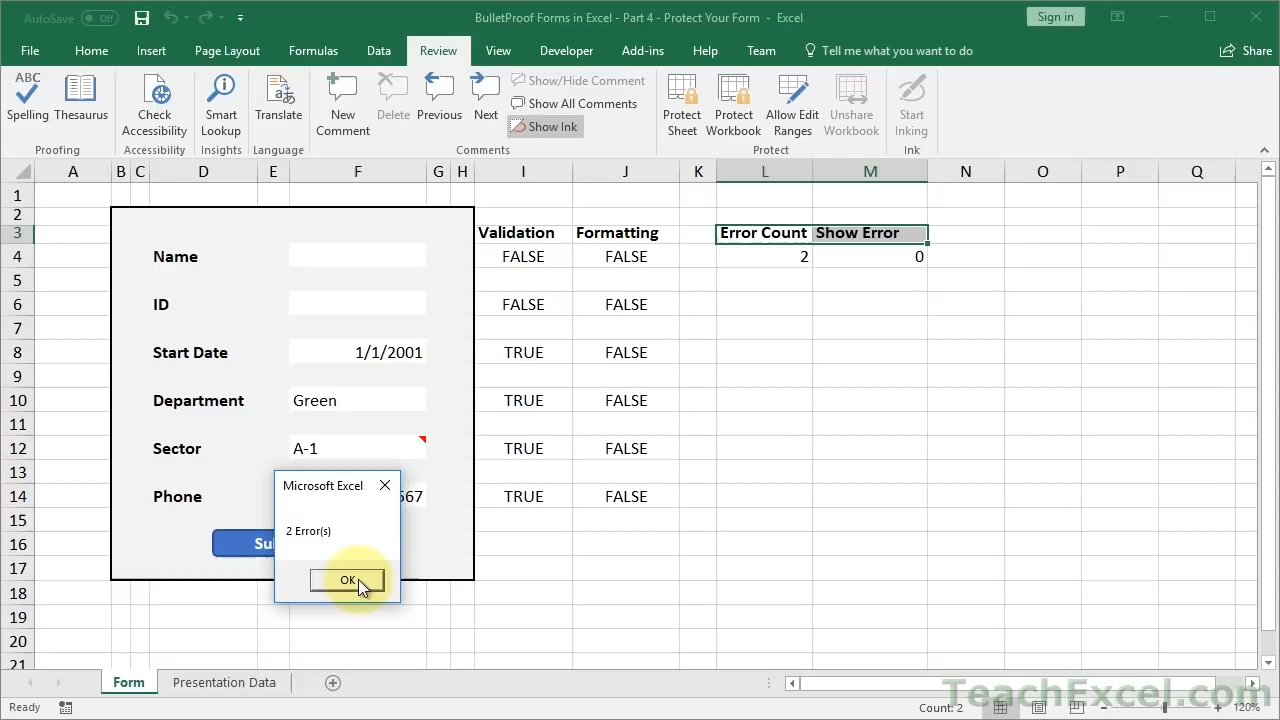 AutoSave Off
BulletProof Forms in Excel - Part 4 - Protect Your Form - Excel
Sign in
File Home Insert Page Layout Formulas Data Review View Developer Add-ins Help Team Tell me what you want to do Share
ABC
Spelling Thesaurus
Check Accessibility
Smart Lookup
Translate
New Comment
Delete Previous Next
Show/Hide Comment
Show All Comments
Show Ink
Protect Sheet
Protect Workbook
Allow Edit Ranges
Unshare Workbook
Start Inking
Proofing Accessibility Insights Language Comments Protect Ink
A B C D E F G H I J K L M N O P Q
1
2
3 Validation Formatting Error Count Show Error
4 Name FALSE FALSE 2 0
5
6 ID FALSE FALSE
7
8 Start Date 1/1/2001 TRUE FALSE
9
10 Department Green TRUE FALSE
11
12 Sector A-1 TRUE FALSE
13
14 Phone 567 TRUE FALSE
15
16 Su
17
18
19
20
21
Microsoft Excel
2 Error(s)
OK
Form Presentation Data
TeachExcel.com
Ready Count: 2 120%